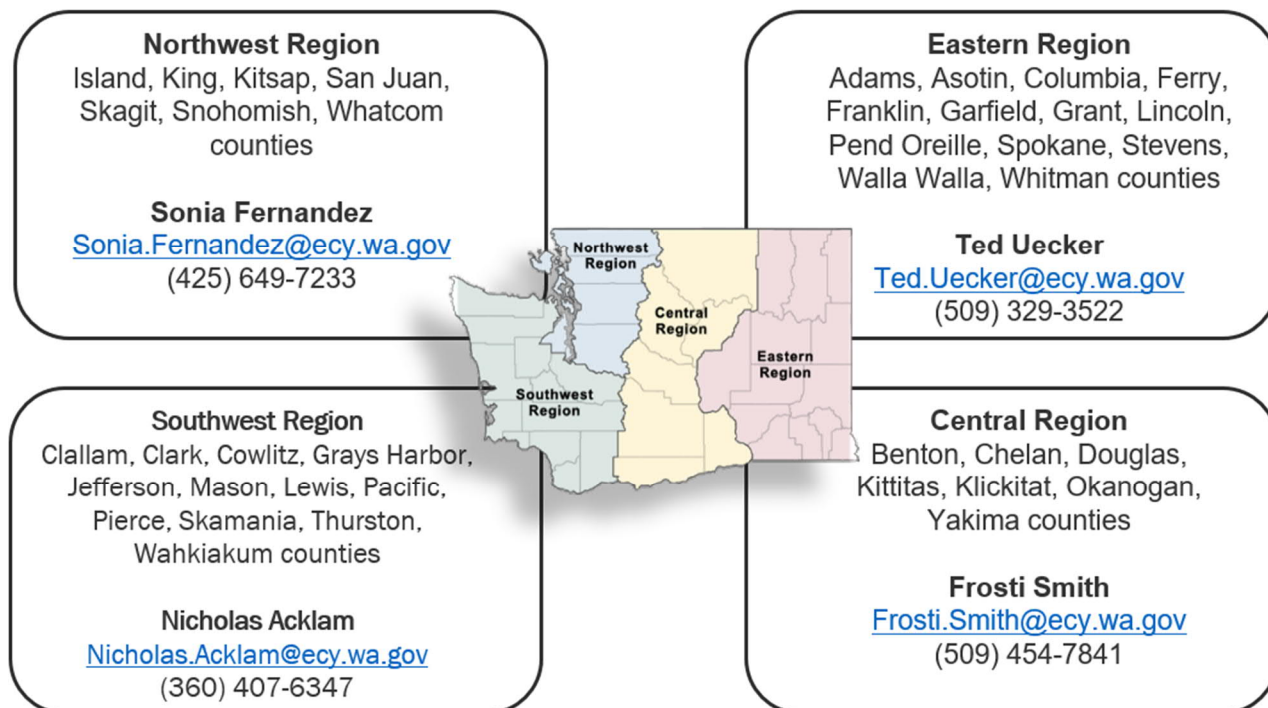 Northwest Region
Island, King, Kitsap, San Juan,
Skagit, Snohomish, Whatcom
counties
Sonia Fernandez
Sonia.Fernandez@ecy.wa.gov
(425) 649-7233
Eastern Region
Adams, Asotin, Columbia, Ferry,
Franklin, Garfield, Grant, Lincoln,
Pend Oreille, Spokane, Stevens,
Walla Walla, Whitman counties
Ted Uecker
Ted.Uecker@ecy.wa.gov
(509) 329-3522
Northwest
Region
Central
Region
Eastern
Region
Southwest
Region
Southwest Region
Clallam, Clark, Cowlitz, Grays Harbor,
Jefferson, Mason, Lewis, Pacific,
Pierce, Skamania, Thurston,
Wahkiakum counties
Nicholas Acklam
Nicholas.Acklam@ecy.wa.gov
(360) 407-6347
Central Region
Benton, Chelan, Douglas,
Kittitas, Klickitat, Okanogan,
Yakima counties
Frosti Smith
Frosti.Smith@ecy.wa.gov
(509) 454-7841